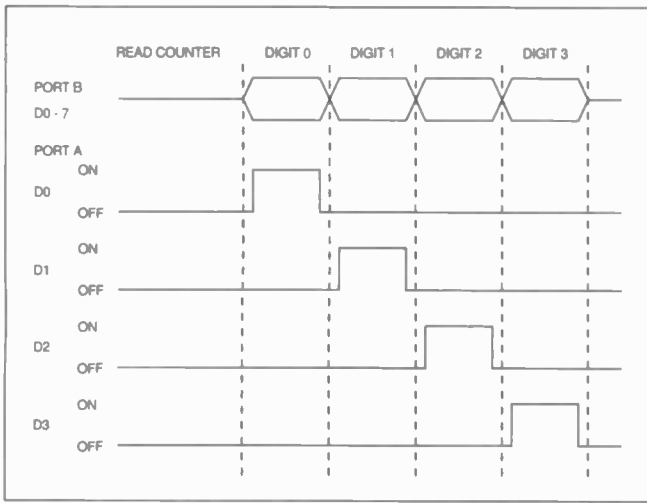 READ COUNTER DIGIT 0 DIGIT 1 DIGIT 2 DIGIT 3
PORT B
D0 - 7
PORT A
ON
D0
OFF
ON
D1
OFF
ON
D2
OFF
ON
D3
OFF